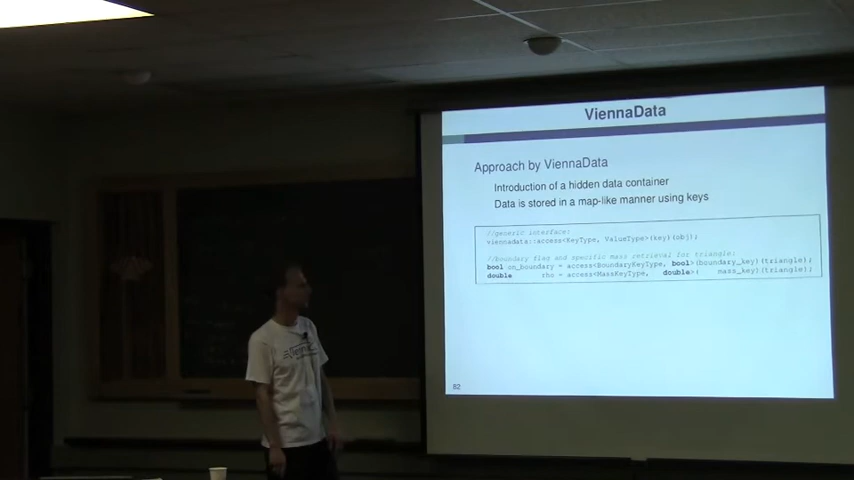 ViennaData
Approach by ViennaData
Introduction of a hidden data container
Data is stored in a map-like manner using keys
//generic interface:
viennadata::access<KeyType, ValueType>(key)(obj);
//boundary flag and specific mass retrieval for triangle:
bool on_boundary = access<BoundaryKeyType, bool>(boundary_key)(triangle);
double rho = access<MassKeyType, double>( mass_key)(triangle);
82